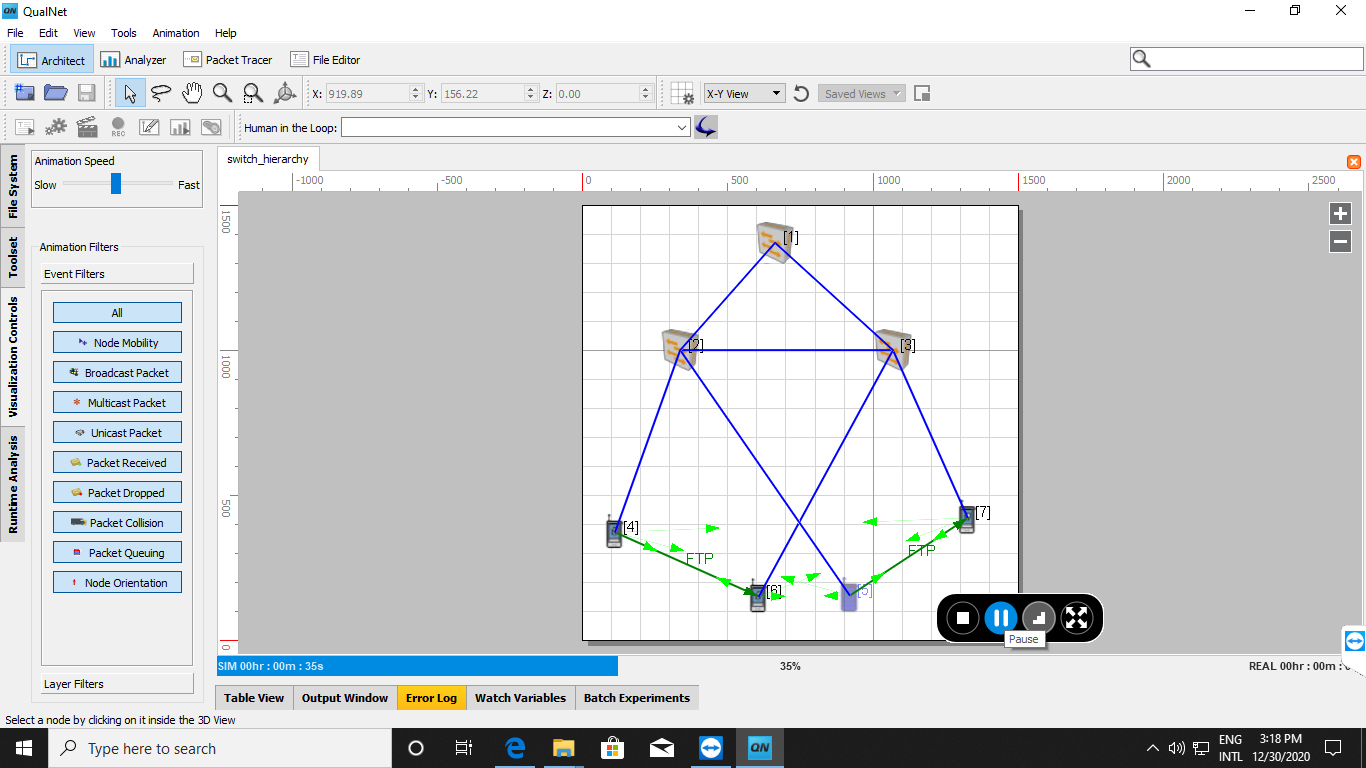 QN QualNet
File Edit View Tools Animation Help
Architect Analyzer Packet Tracer File Editor
X: 919.89 Y: 156.22 Z: 0.00 X-Y View Saved Views
REC Human in the Loop:
File System
Toolset
Visualization Controls
Runtime Analysis
Animation Speed
Slow Fast
Animation Filters
Event Filters
All
Node Mobility
Broadcast Packet
Multicast Packet
Unicast Packet
Packet Received
Packet Dropped
Packet Collision
Packet Queuing
Node Orientation
Layer Filters
switch_hierarchy
-1000 -500 0 500 1000 1500 2000 2500
1500
1000
500
0
[1]
[2] [3]
[4] [7]
FTP FTP
[6] [5]
Pause
SIM 00hr : 00m : 35s 35% REAL 00hr : 00m :
Table View Output Window Error Log Watch Variables Batch Experiments
Select a node by clicking on it inside the 3D View
Type here to search
QN
ENG 3:18 PM
INTL 12/30/2020